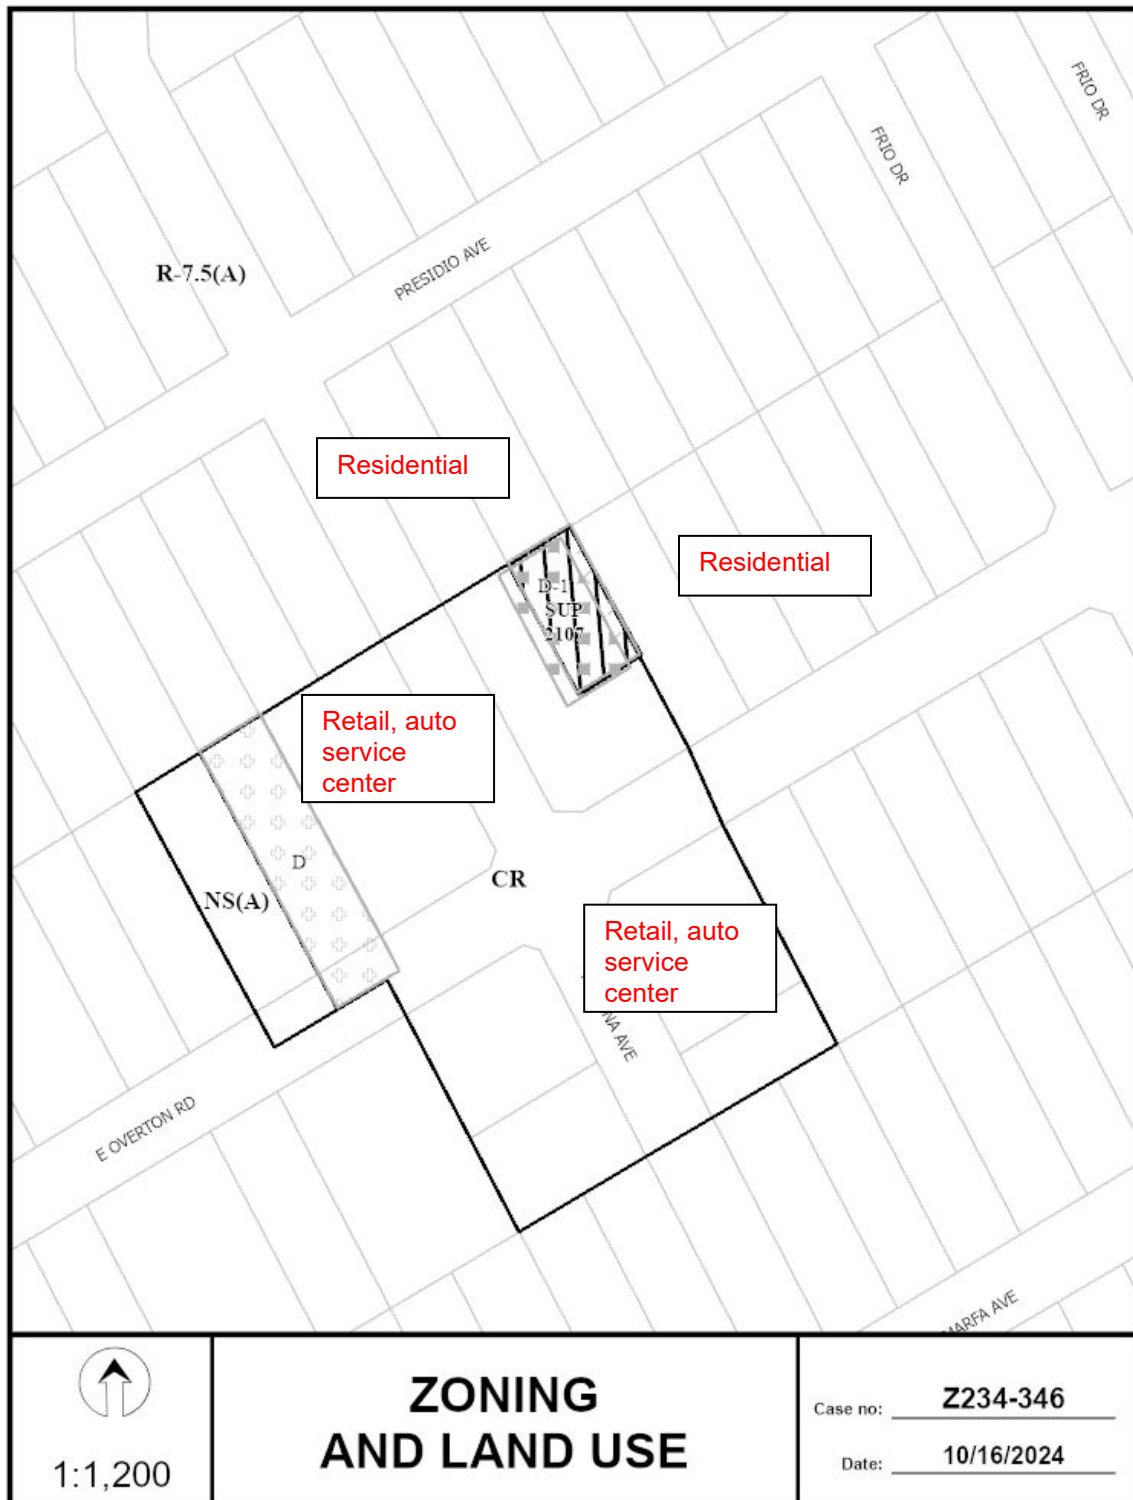 FRIO DR
FRIO DR
PRESIDIO AVE
R-7.5(A)
Residential
Residential
D-1
SUP
2107
Retail, auto
service
center
D
CR
NS(A)
Retail, auto
service
center
NA AVE
E OVERTON RD
MARFA AVE
1:1,200
ZONING
AND LAND USE
Case no: Z234-346
Date: 10/16/2024